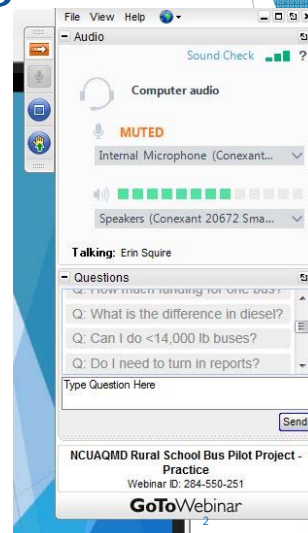 File View Help
Audio
Sound Check ?
Computer audio
MUTED
Internal Microphone (Conexant...
Speakers (Conexant 20672 Sma...
Talking: Erin Squire
Questions
Q: How much funding for one bus?
Q: What is the difference in diesel?
Q: Can I do <14,000 lb buses?
Q: Do I need to turn in reports?
Type Question Here
Send
NCUAQMD Rural School Bus Pilot Project -
Practice
Webinar ID: 284-550-251
GoToWebinar
2